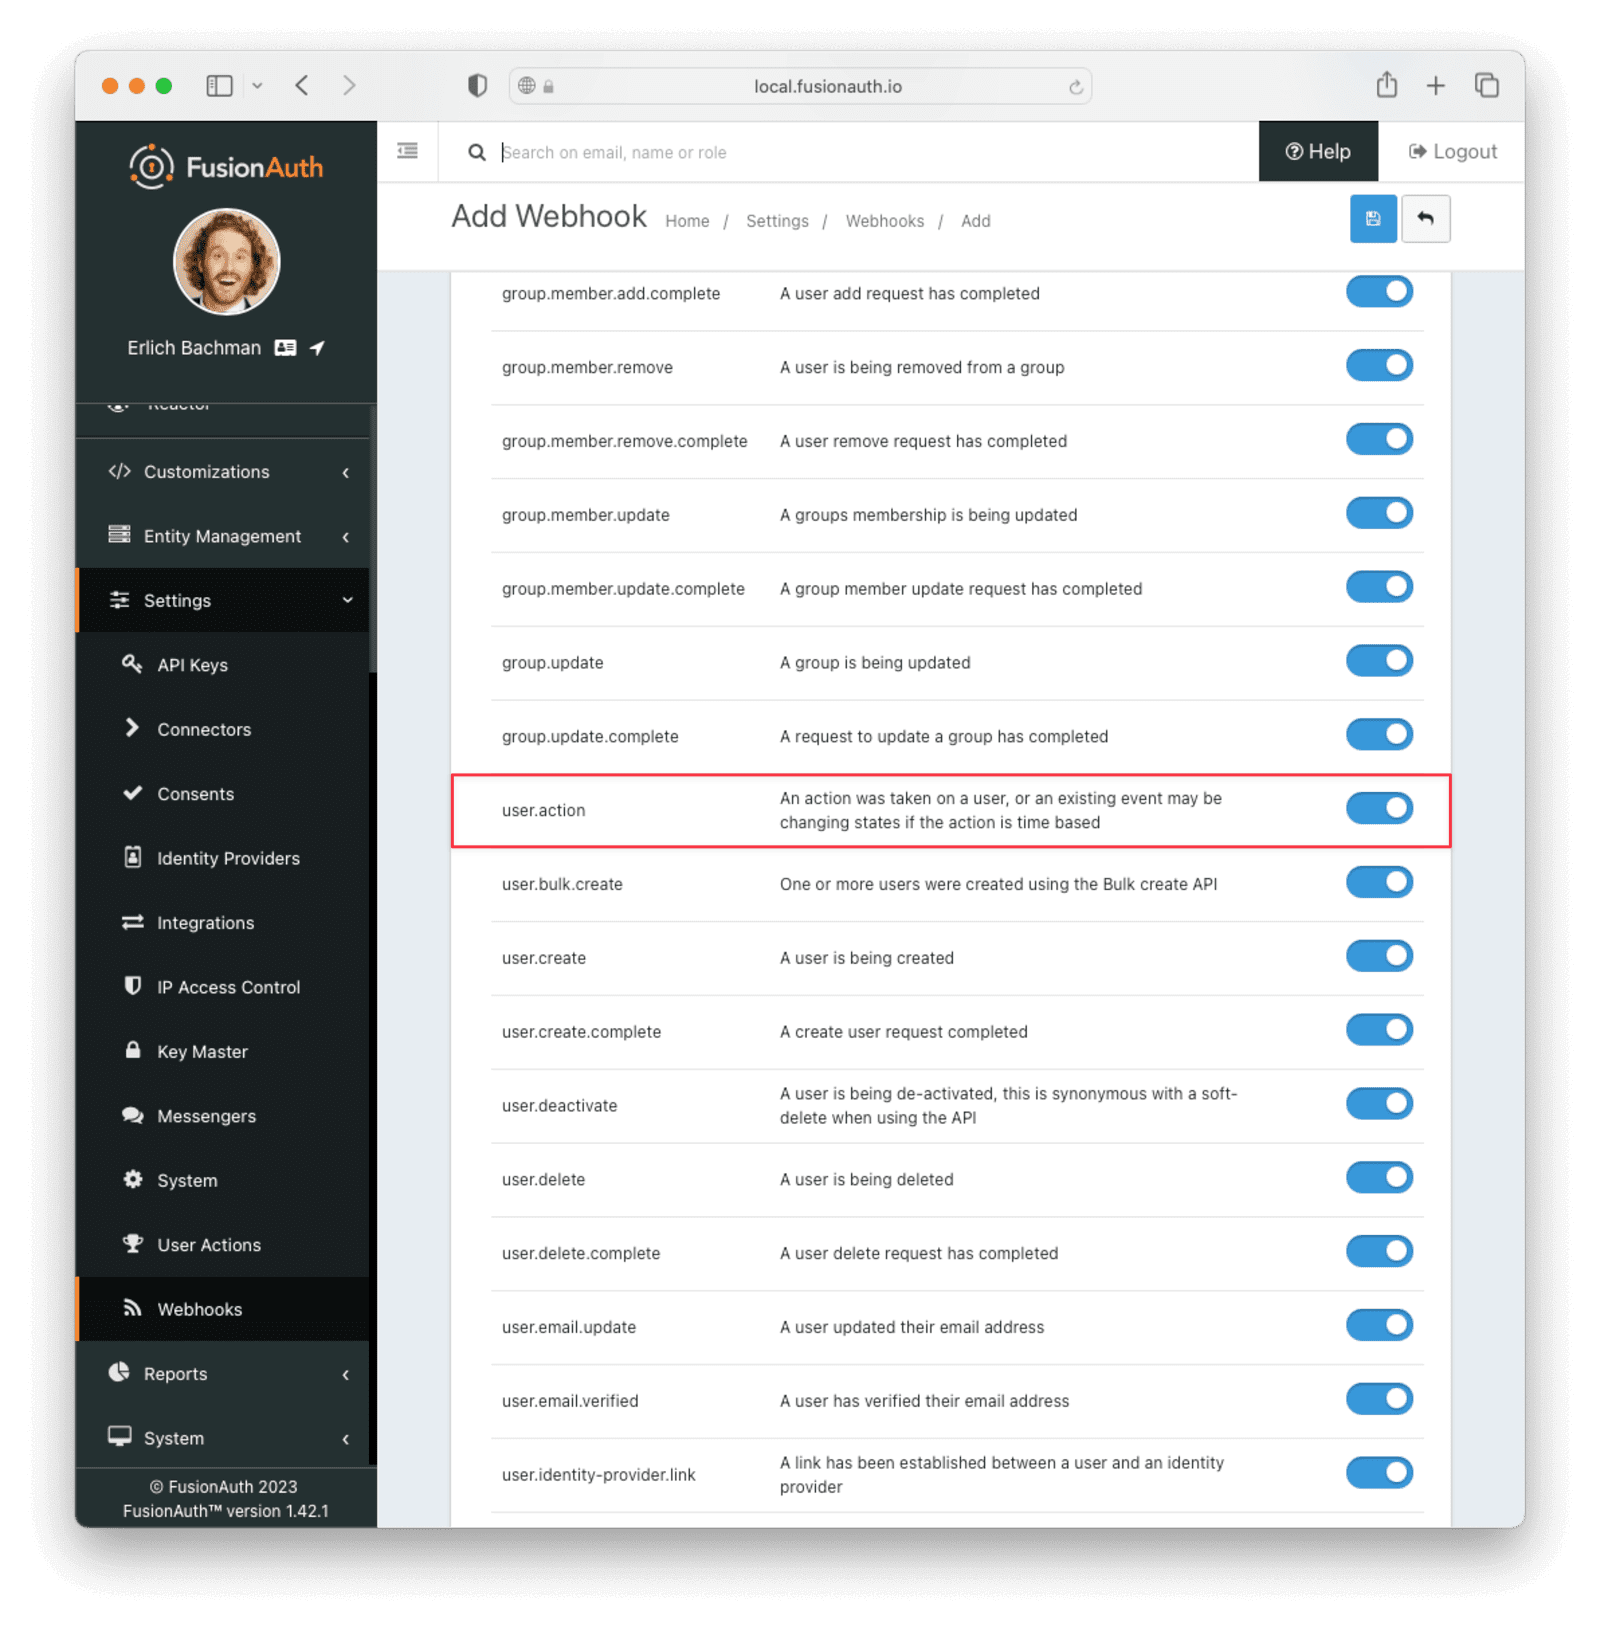 local.fusionauth.io
FusionAuth
Erlich Bachman
Reactor
Customizations
Entity Management
Settings
API Keys
Connectors
Consents
Identity Providers
Integrations
IP Access Control
Key Master
Messengers
System
User Actions
Webhooks
Reports
System
© FusionAuth 2023
FusionAuth™ version 1.42.1
Search on email, name or role
Help
Logout
Add Webhook
Home / Settings / Webhooks / Add
group.member.add.complete A user add request has completed
group.member.remove A user is being removed from a group
group.member.remove.complete A user remove request has completed
group.member.update A groups membership is being updated
group.member.update.complete A group member update request has completed
group.update A group is being updated
group.update.complete A request to update a group has completed
user.action An action was taken on a user, or an existing event may be
changing states if the action is time based
user.bulk.create One or more users were created using the Bulk create API
user.create A user is being created
user.create.complete A create user request completed
user.deactivate A user is being de-activated, this is synonymous with a soft-
delete when using the API
user.delete A user is being deleted
user.delete.complete A user delete request has completed
user.email.update A user updated their email address
user.email.verified A user has verified their email address
user.identity-provider.link A link has been established between a user and an identity
provider